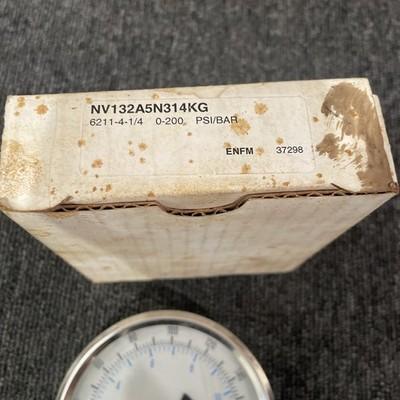 NV132A5N314KG
6211-4-1/4 0-200 PSI/BAR
ENFM 37298